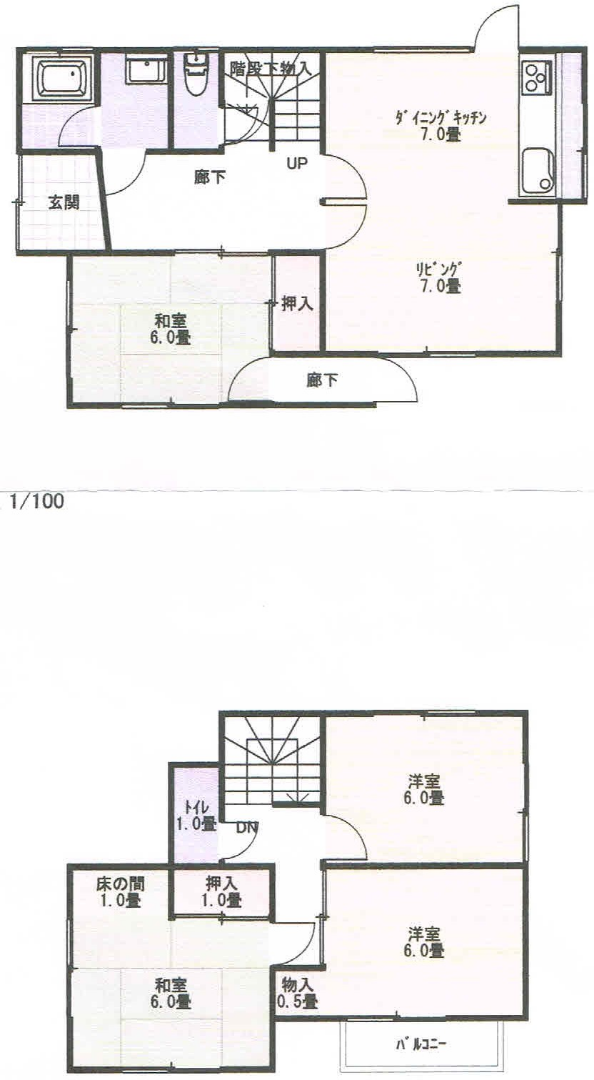 階段下物入
ﾀﾞｲﾆﾝｸﾞｷｯﾁﾝ
7.0畳
UP
廊下
玄関
ﾘﾋﾞﾝｸﾞ
7.0畳
押入
和室
6.0畳
廊下
1/100
洋室
6.0畳
ﾄｲﾚ
1.0畳
DN
床の間
1.0畳
押入
1.0畳
洋室
6.0畳
和室
6.0畳
物入
0.5畳
ﾊﾞﾙｺﾆｰ